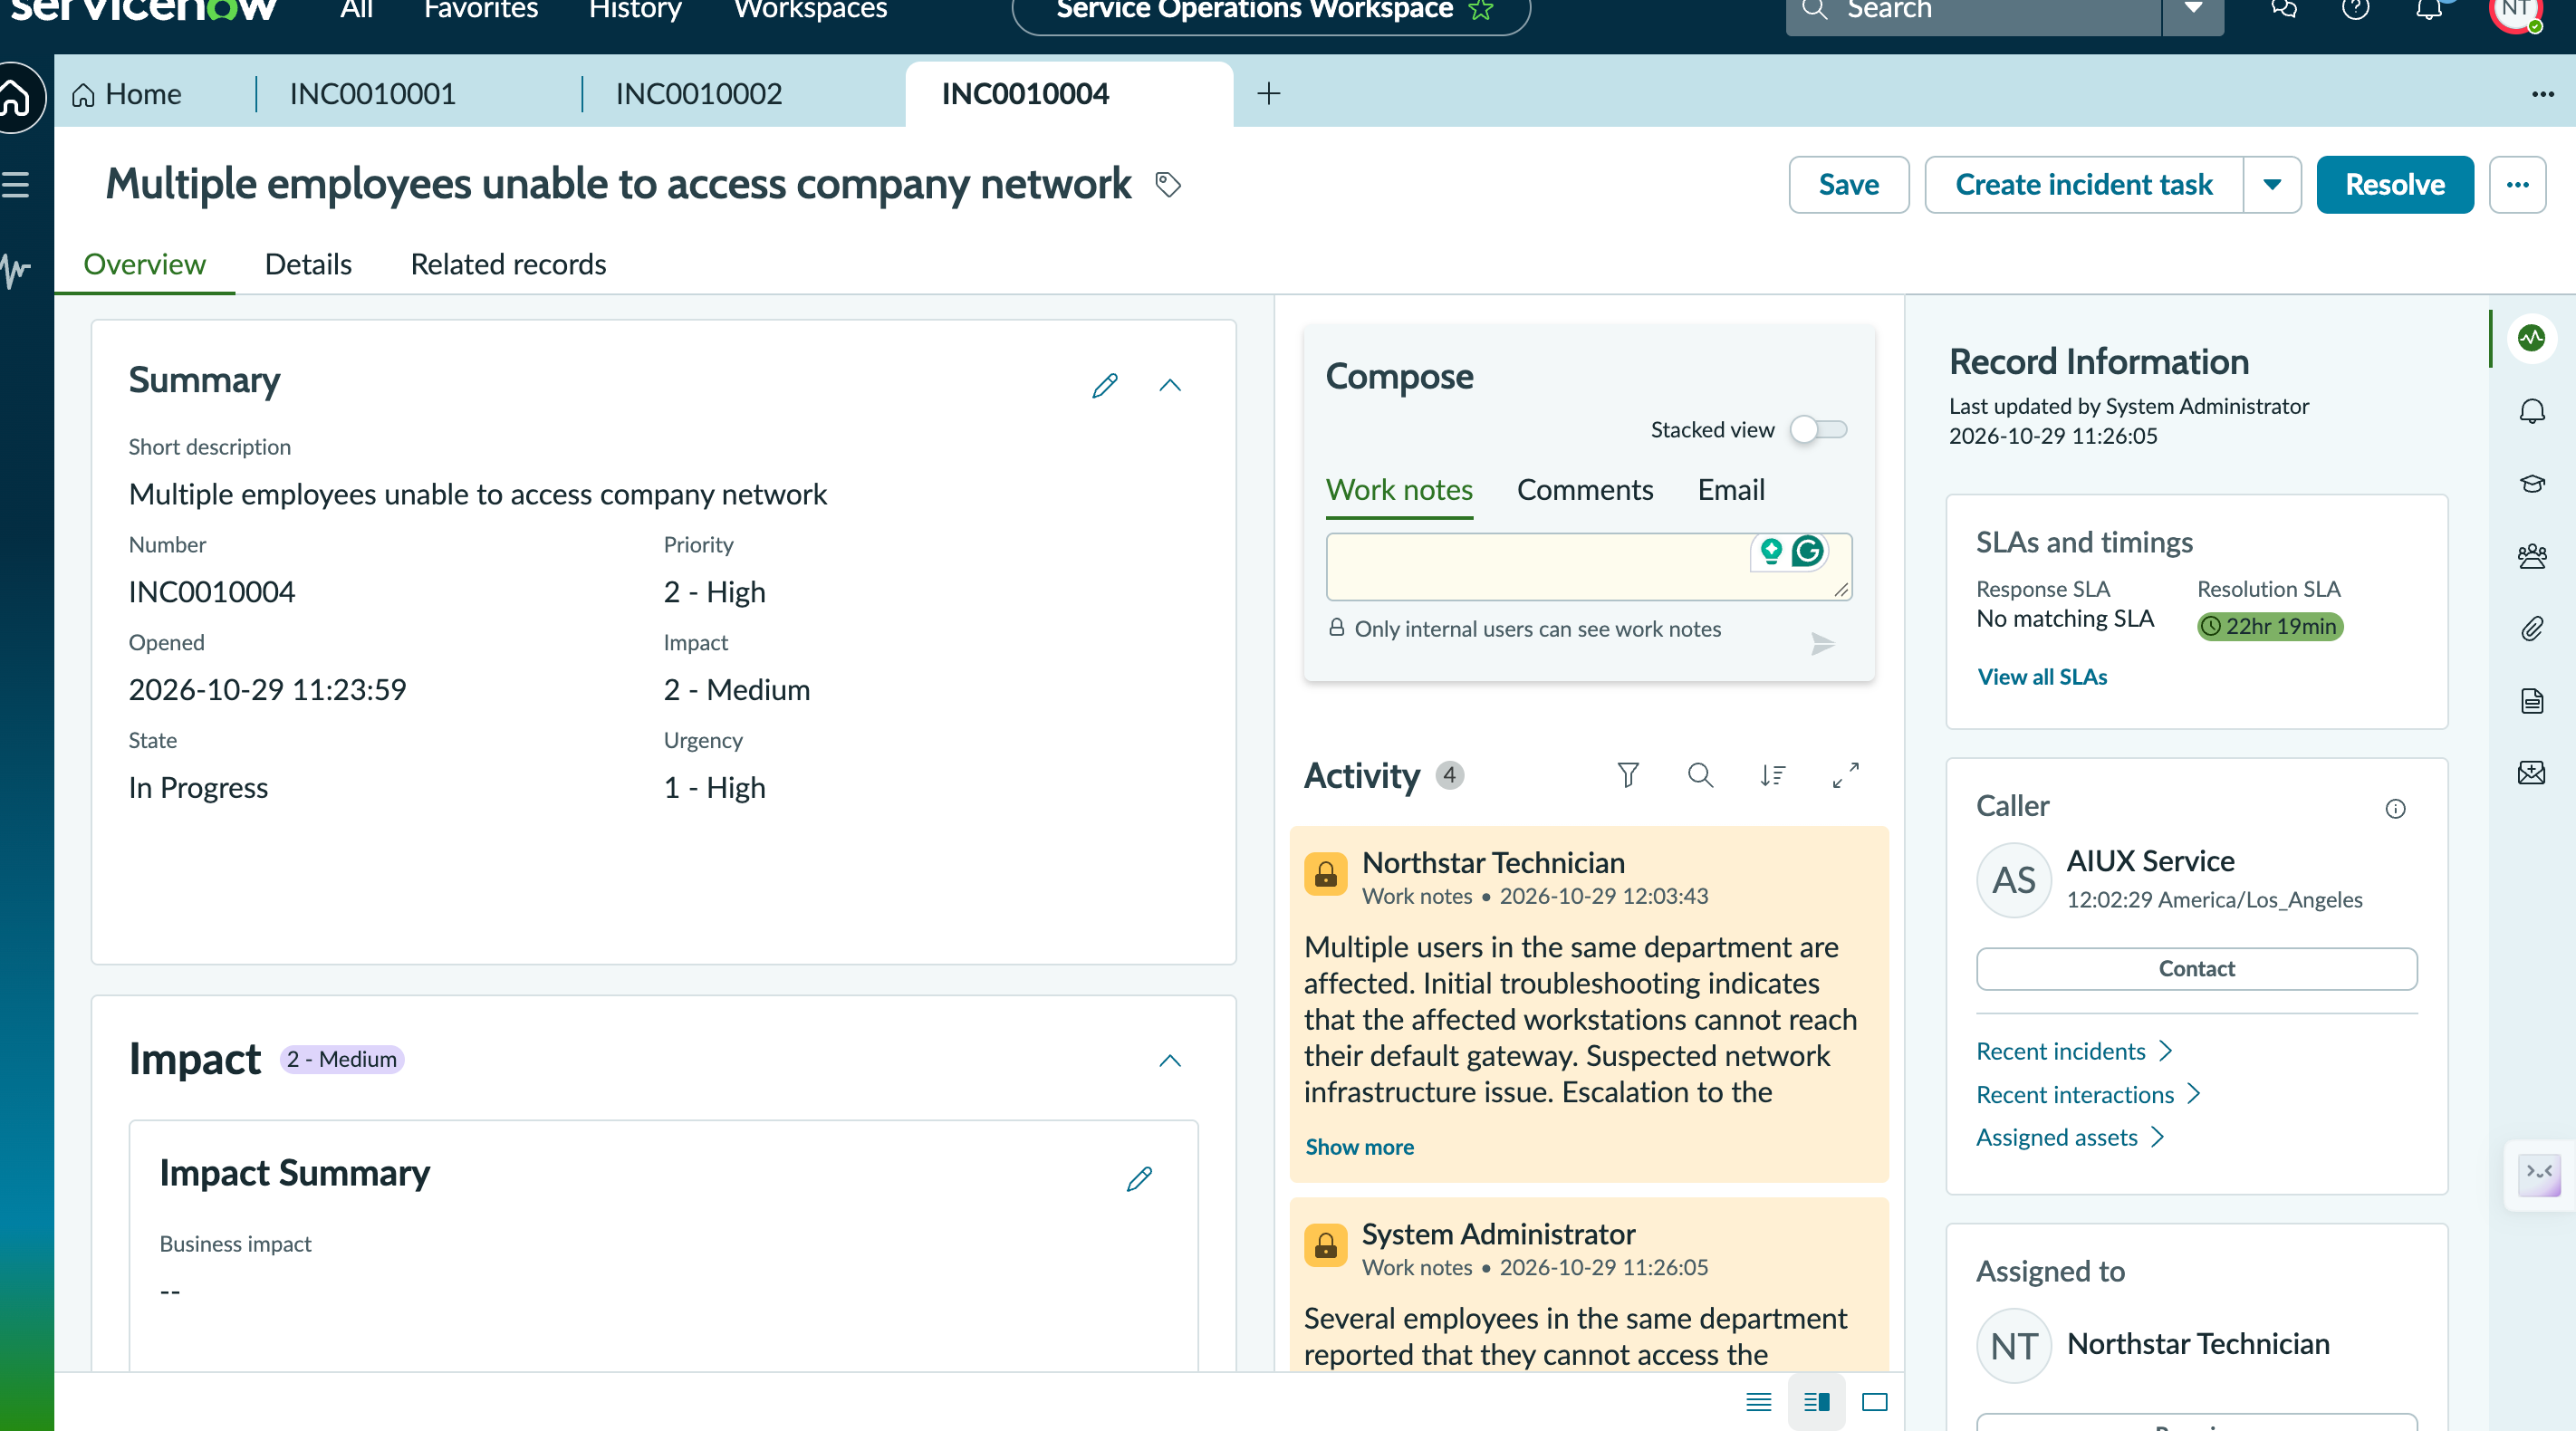 servicenow
All
Favorites
History
Workspaces
Service Operations Workspace
Search
NT
Home
INC0010001
INC0010002
INC0010004
Multiple employees unable to access company network
Save
Create incident task
Resolve
Overview
Details
Related records
Summary
Short description
Multiple employees unable to access company network
Number
Priority
INC0010004
2 - High
Opened
Impact
2026-10-29 11:23:59
2 - Medium
State
Urgency
In Progress
1 - High
Impact
2 - Medium
Impact Summary
Business impact
--
Compose
Stacked view
Work notes
Comments
Email
Only internal users can see work notes
Activity 4
Northstar Technician
Work notes • 2026-10-29 12:03:43
Multiple users in the same department are
affected. Initial troubleshooting indicates
that the affected workstations cannot reach
their default gateway. Suspected network
infrastructure issue. Escalation to the
Show more
System Administrator
Work notes • 2026-10-29 11:26:05
Several employees in the same department
reported that they cannot access the
Record Information
Last updated by System Administrator
2026-10-29 11:26:05
SLAs and timings
Response SLA
Resolution SLA
No matching SLA
22hr 19min
View all SLAs
Caller
AS
AIUX Service
12:02:29 America/Los_Angeles
Contact
Recent incidents
Recent interactions
Assigned assets
Assigned to
NT
Northstar Technician